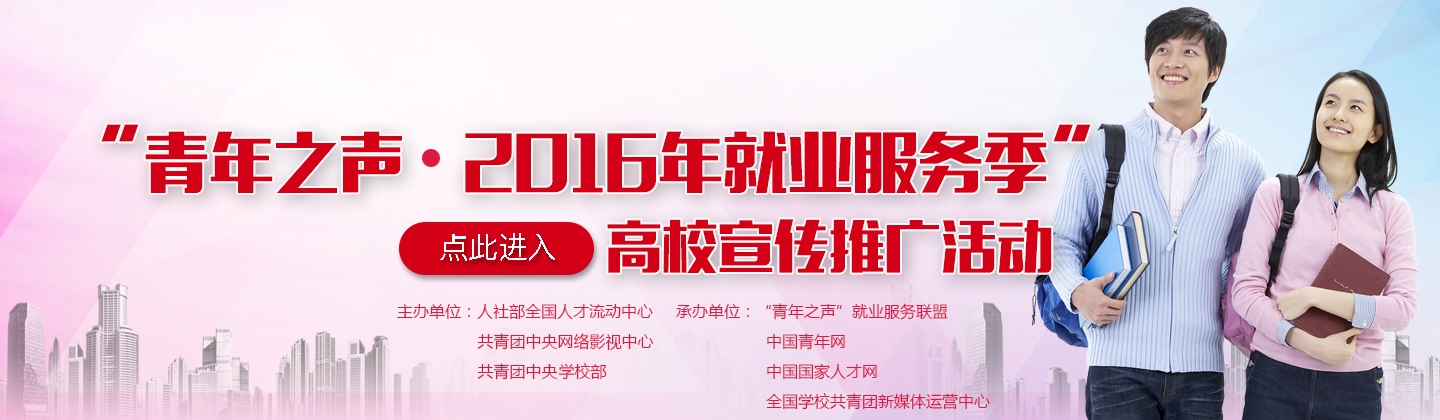 “青年之声·2016年就业服务季”
点此进入 高校宣传推广活动
主办单位：人社部全国人才流动中心 承办单位：“青年之声”就业服务联盟
共青团中央网络影视中心 中国青年网
共青团中央学校部 中国国家人才网
全国学校共青团新媒体运营中心